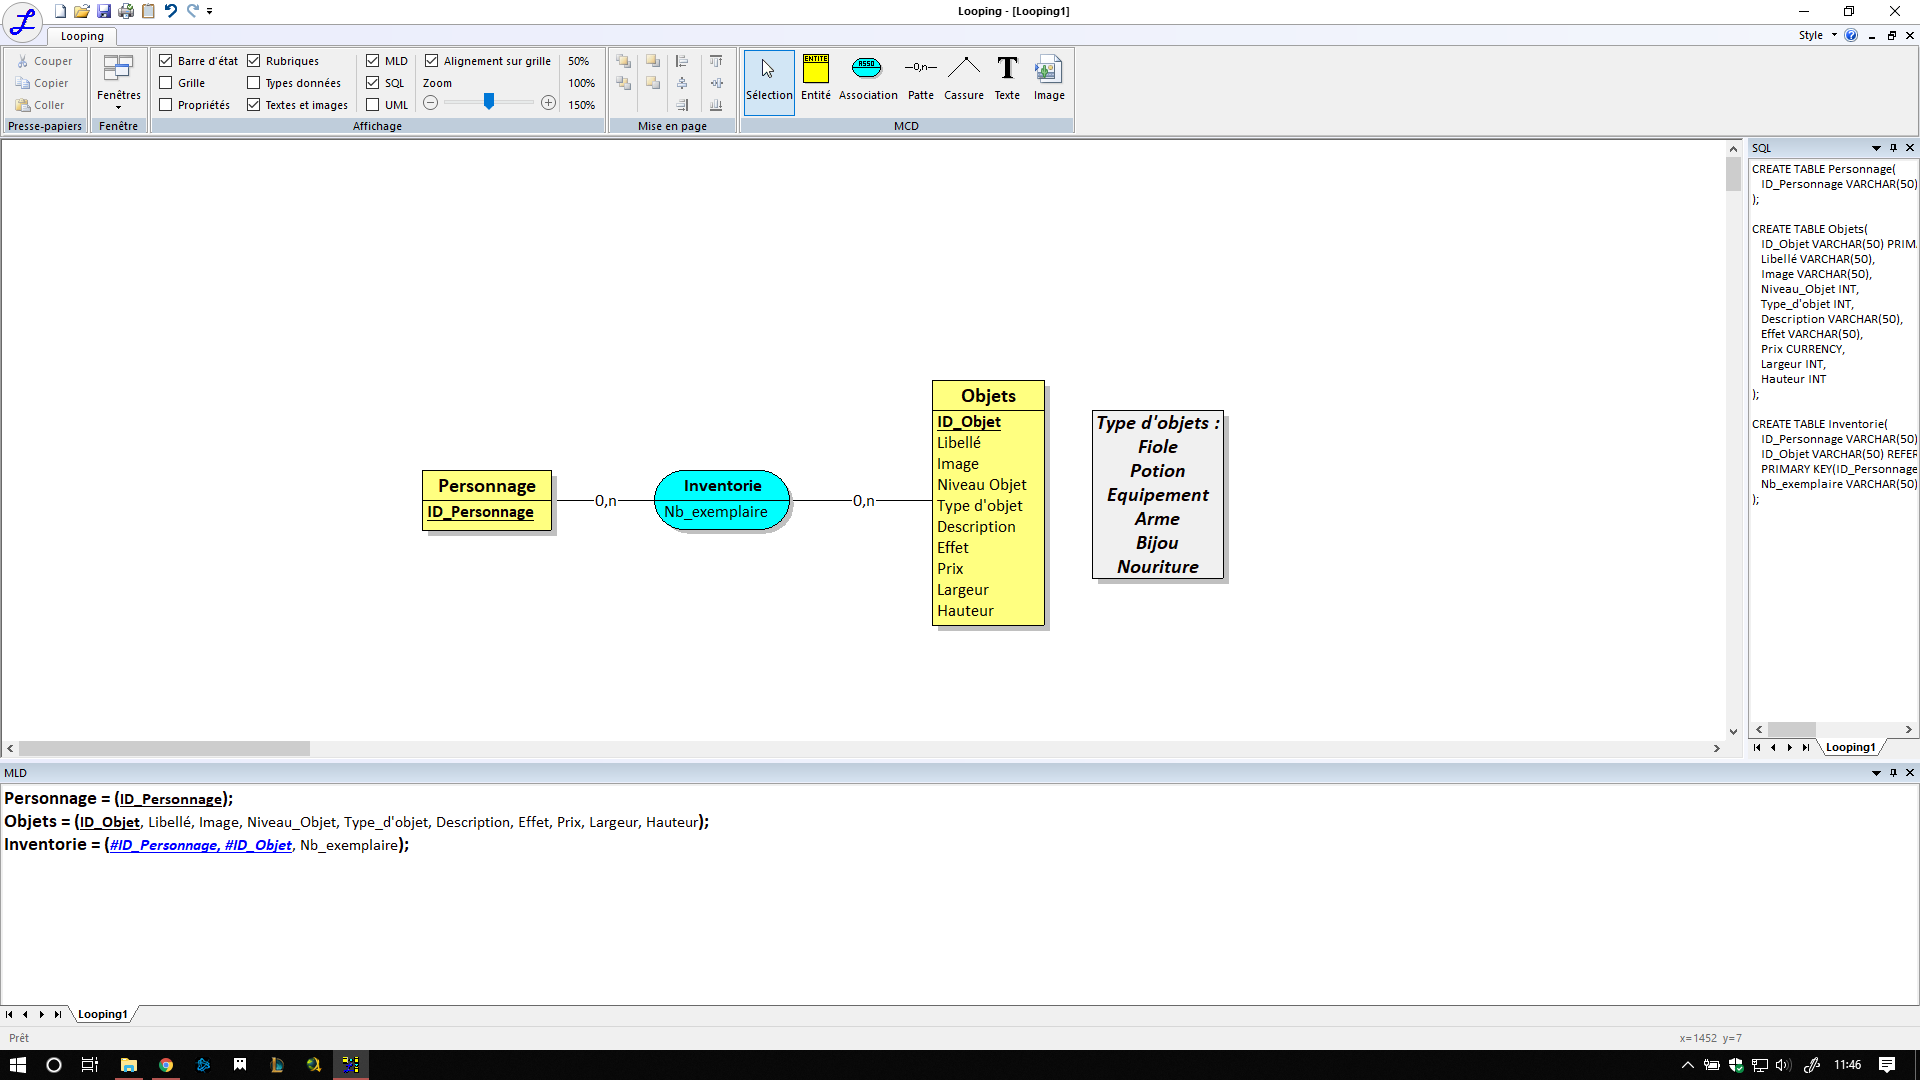 Looping - [Looping1]
Looping
Style
Couper
Copier
Coller
Presse-papiers
Fenêtres
Fenêtre
Barre d'état
Rubriques
MLD
Alignement sur grille
50%
Grille
Types données
SQL
Zoom
100%
Propriétés
Textes et images
UML
150%
Affichage
Mise en page
ENTITE
ASSO
0,n
T
Sélection
Entité
Association
Patte
Cassure
Texte
Image
MCD
Personnage
ID_Personnage
0,n
Inventorie
Nb_exemplaire
0,n
Objets
ID_Objet
Libellé
Image
Niveau Objet
Type d'objet
Description
Effet
Prix
Largeur
Hauteur
Type d'objets :
Fiole
Potion
Equipement
Arme
Bijou
Nouriture
SQL
CREATE TABLE Personnage(
ID_Personnage VARCHAR(50)
);
CREATE TABLE Objets(
ID_Objet VARCHAR(50) PRIM
Libellé VARCHAR(50),
Image VARCHAR(50),
Niveau_Objet INT,
Type_d'objet INT,
Description VARCHAR(50),
Effet VARCHAR(50),
Prix CURRENCY,
Largeur INT,
Hauteur INT
);
CREATE TABLE Inventorie(
ID_Personnage VARCHAR(50)
ID_Objet VARCHAR(50) REFER
PRIMARY KEY(ID_Personnage
Nb_exemplaire VARCHAR(50)
);
Looping1
MLD
Personnage = (ID_Personnage);
Objets = (ID_Objet, Libellé, Image, Niveau_Objet, Type_d'objet, Description, Effet, Prix, Largeur, Hauteur);
Inventorie = (#ID_Personnage, #ID_Objet, Nb_exemplaire);
Looping1
Prêt
x=1452 y=7
11:46